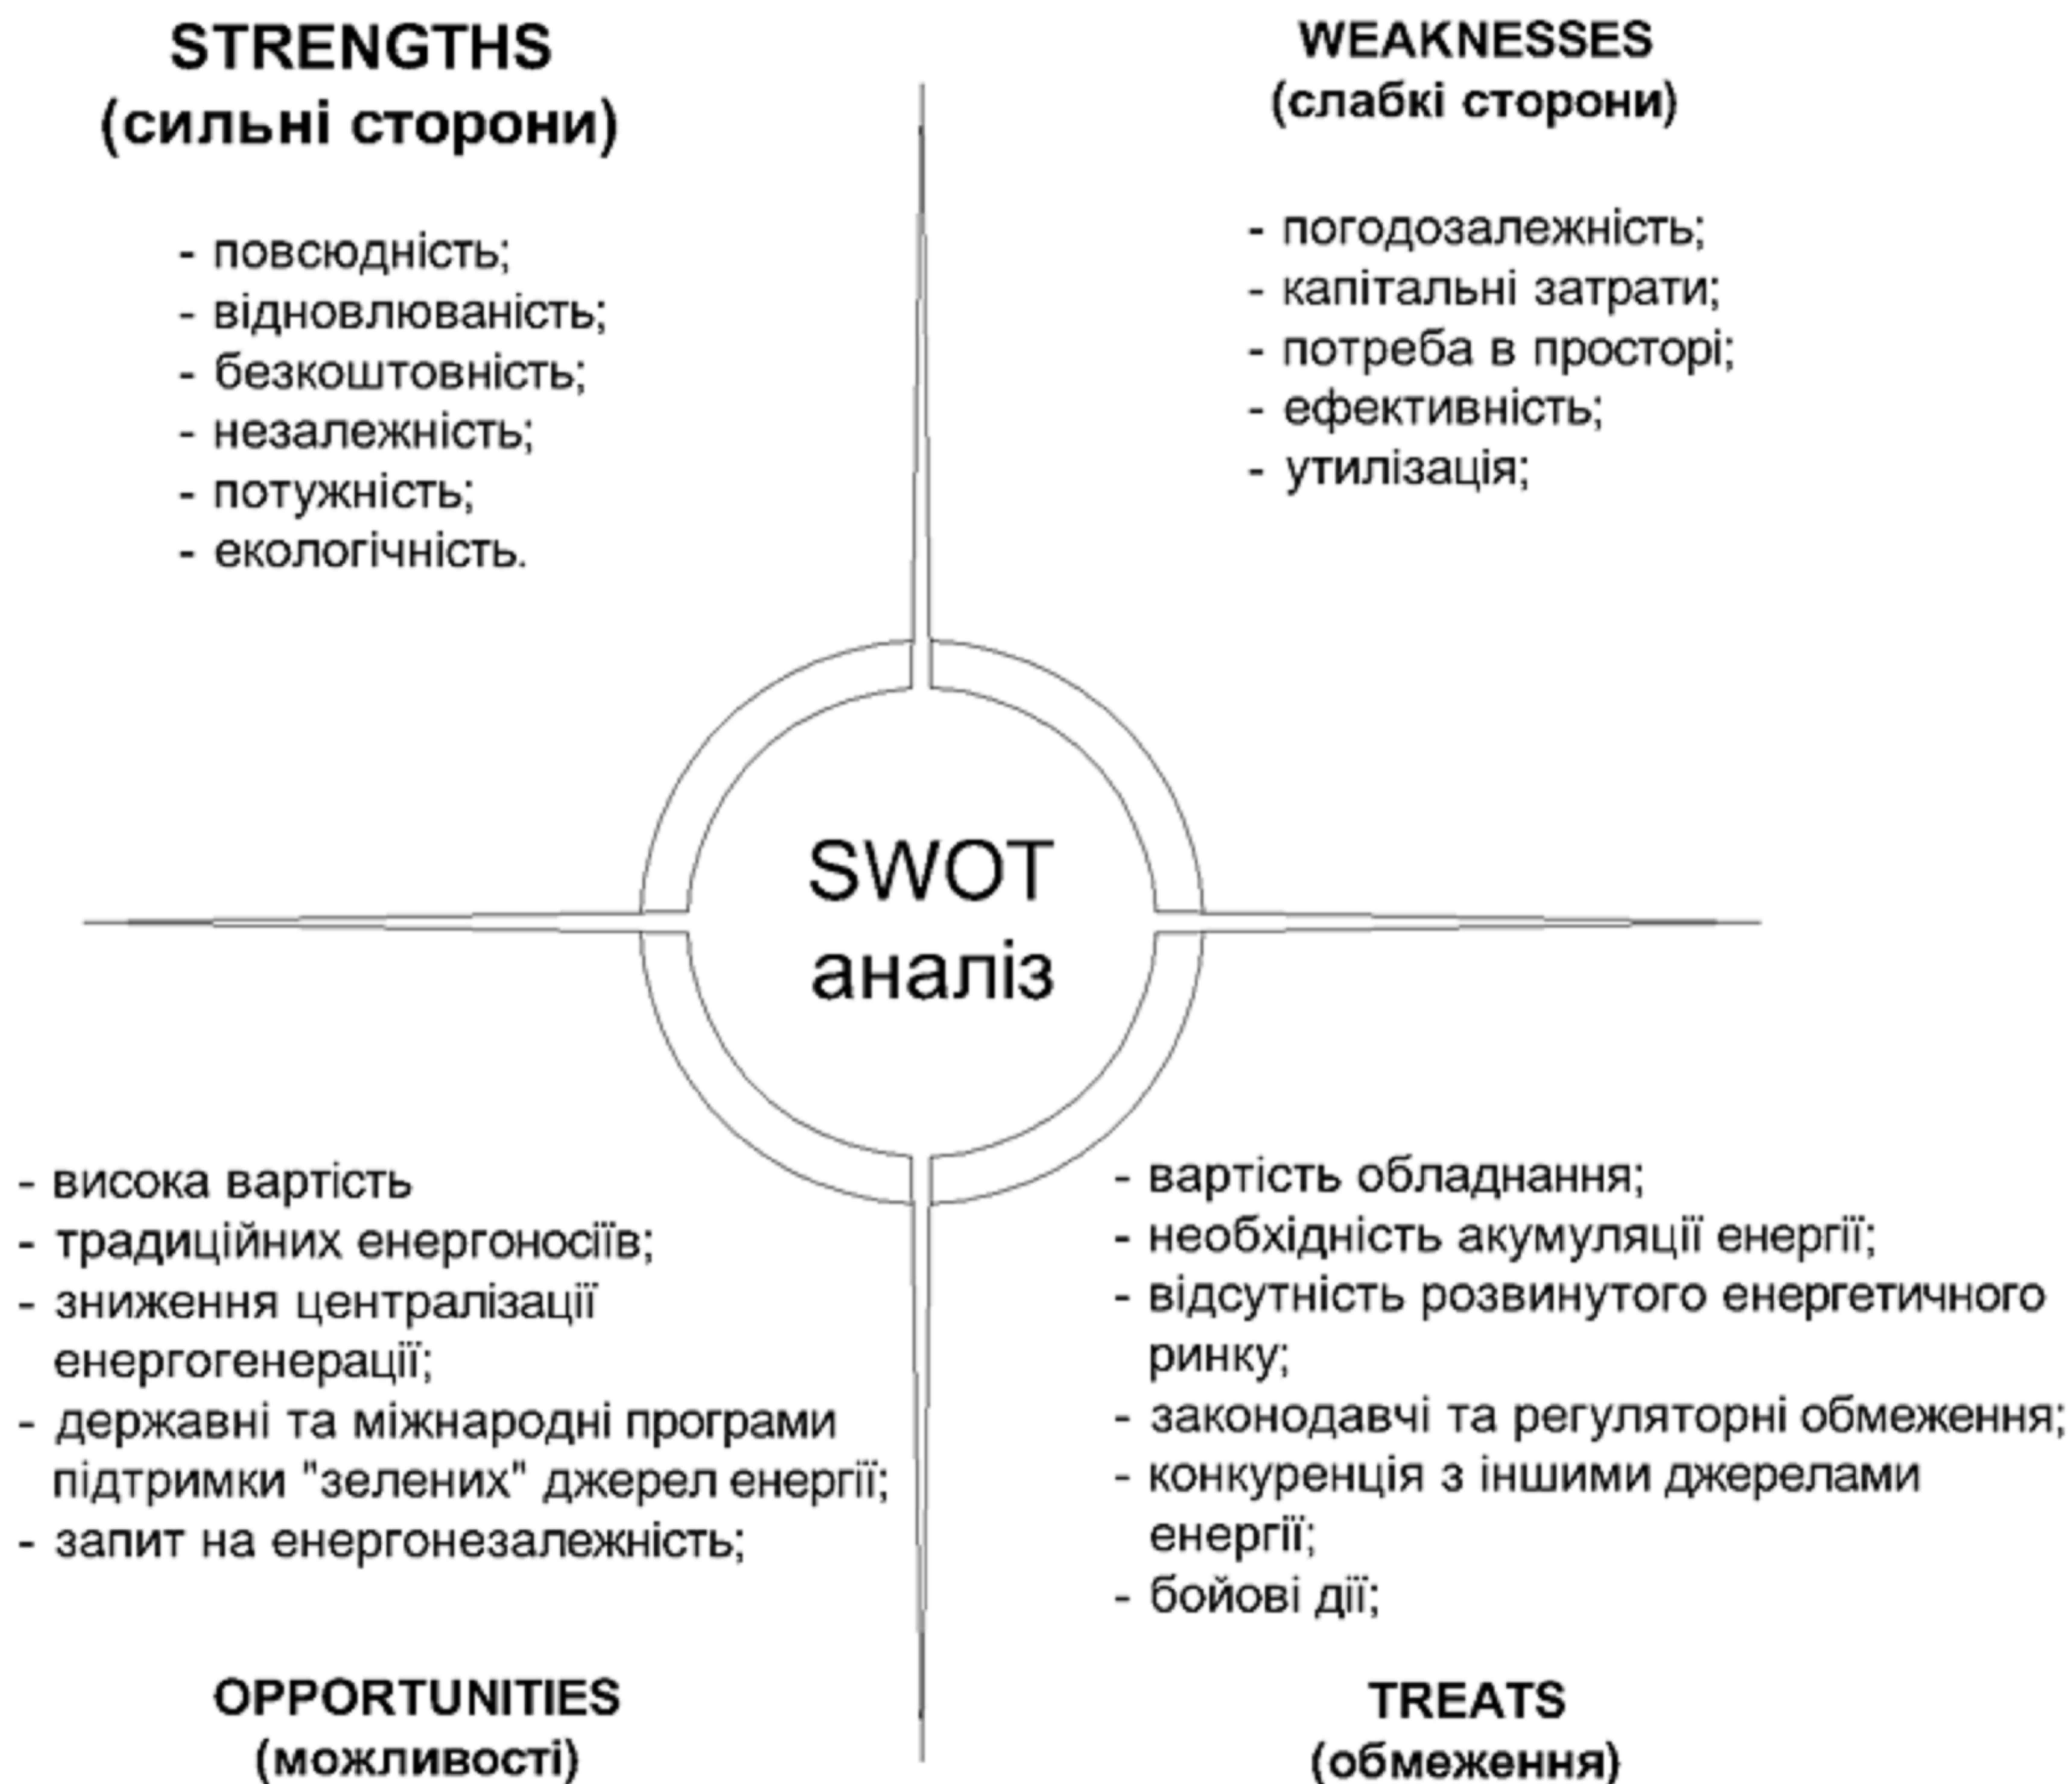 STRENGTHS
(сильні сторони)
- повсюдність;
- відновлюваність;
- безкоштовність;
- незалежність;
- потужність;
- екологічність.
WEAKNESSES
(слабкі сторони)
- погодозалежність;
- капітальні затрати;
- потреба в просторі;
- ефективність;
- утилізація;
SWOT
аналіз
- висока вартість
- традиційних енергоносіїв;
- зниження централізації
енергогенерації;
- державні та міжнародні програми
підтримки "зелених" джерел енергії;
- запит на енергонезалежність;
OPPORTUNITIES
(можливості)
- вартість обладнання;
- необхідність акумуляції енергії;
- відсутність розвинутого енергетичного
ринку;
- законодавчі та регуляторні обмеження;
- конкуренція з іншими джерелами
енергії;
- бойові дії;
TREATS
(обмеження)